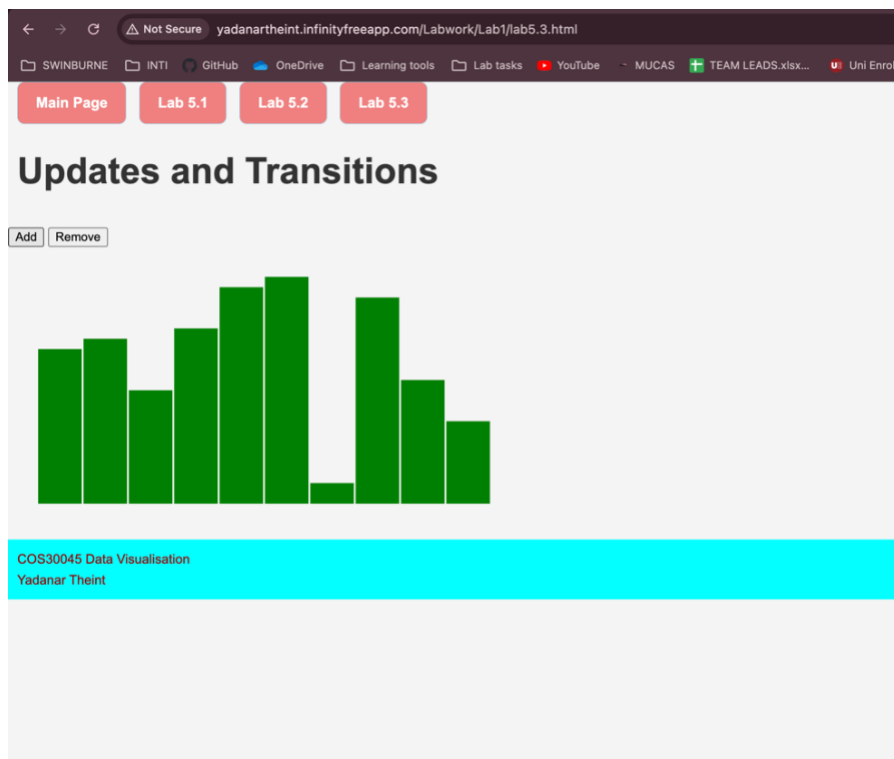 Not Secure yadanartheint.infinityfreeapp.com/Labwork/Lab1/lab5.3.html
SWINBURNE INTI GitHub OneDrive Learning tools Lab tasks YouTube MUCAS TEAM LEADS.xlsx... Uni Enrol
Main Page Lab 5.1 Lab 5.2 Lab 5.3
Updates and Transitions
Add Remove
COS30045 Data Visualisation
Yadanar Theint